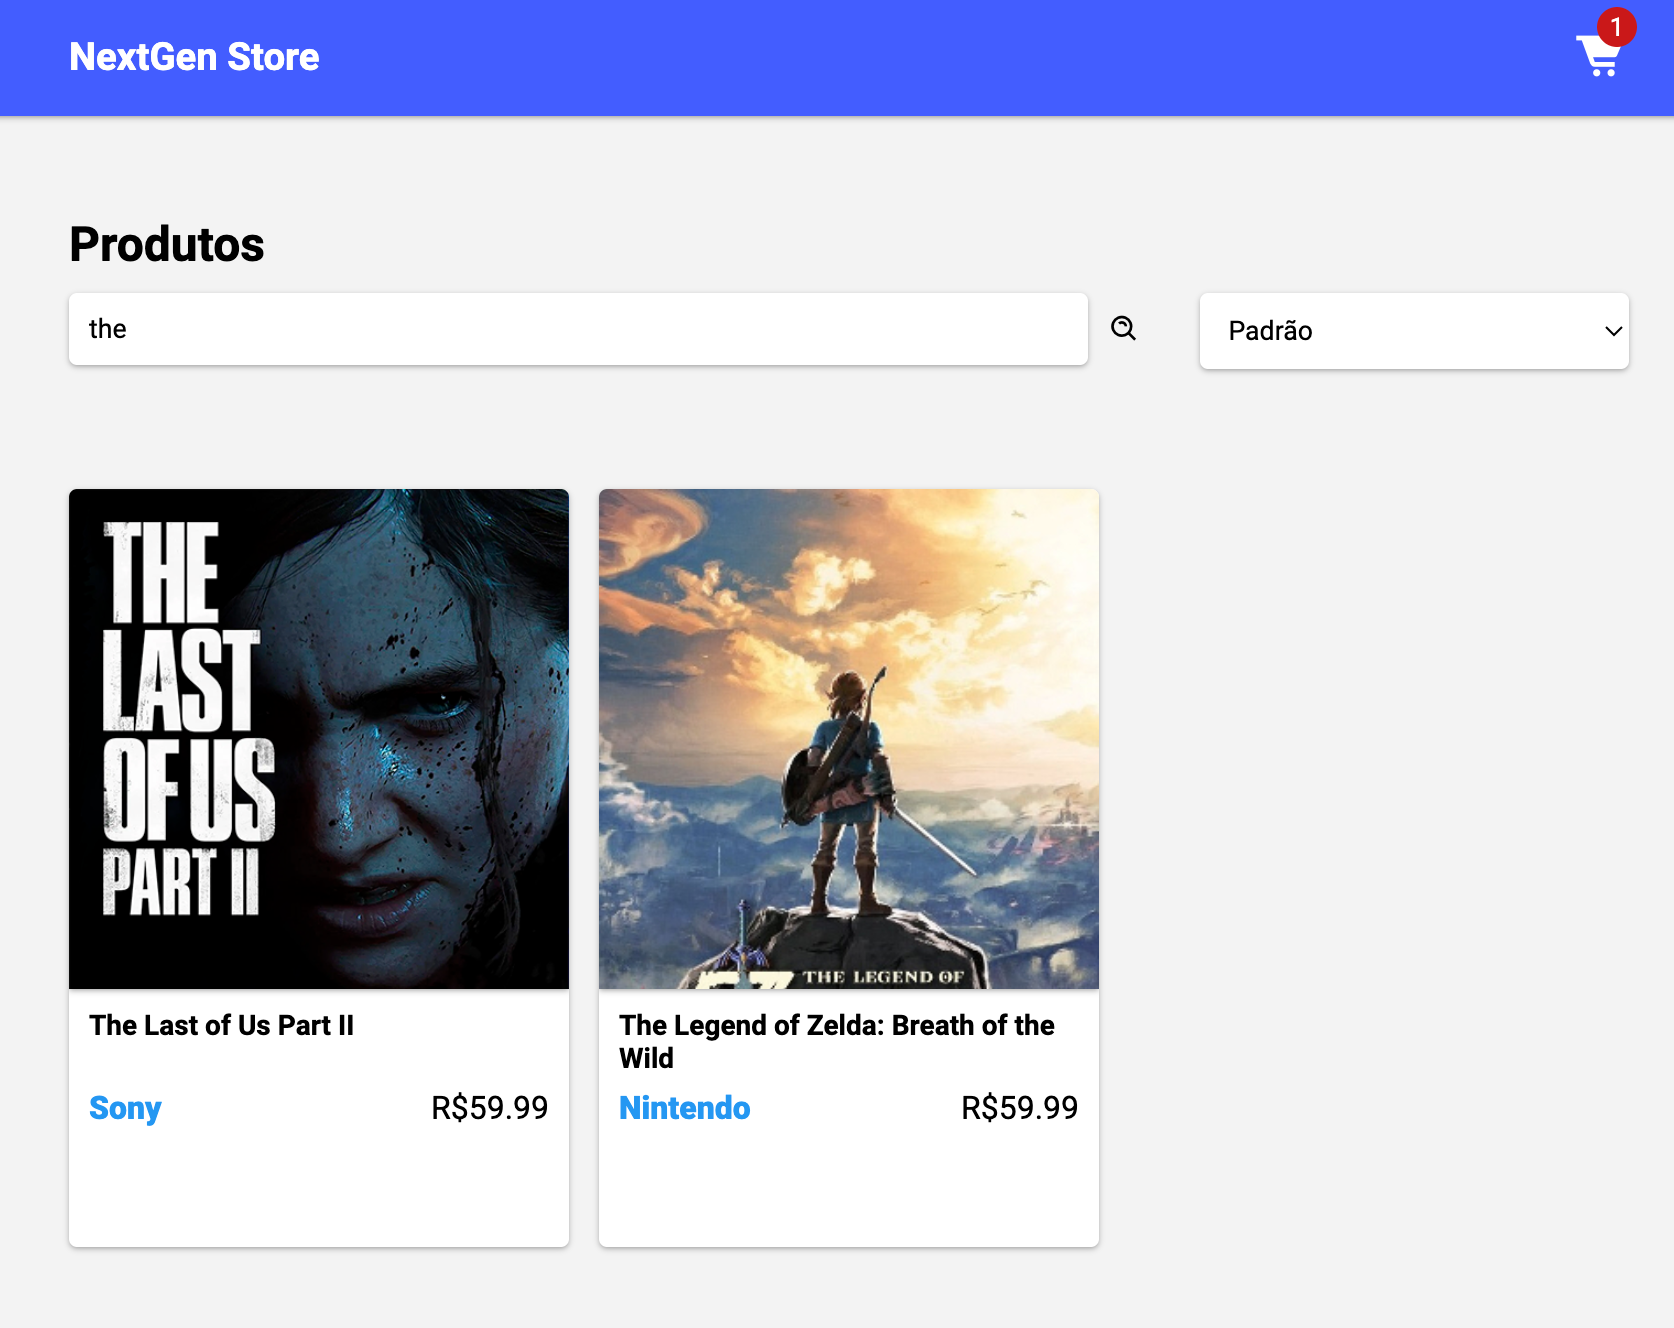 NextGen Store
1
Produtos
the
Padrão
THE
LAST
OF US
PART II
THE LEGEND OF
The Last of Us Part II
Sony
R$59.99
The Legend of Zelda: Breath of the
Wild
Nintendo
R$59.99